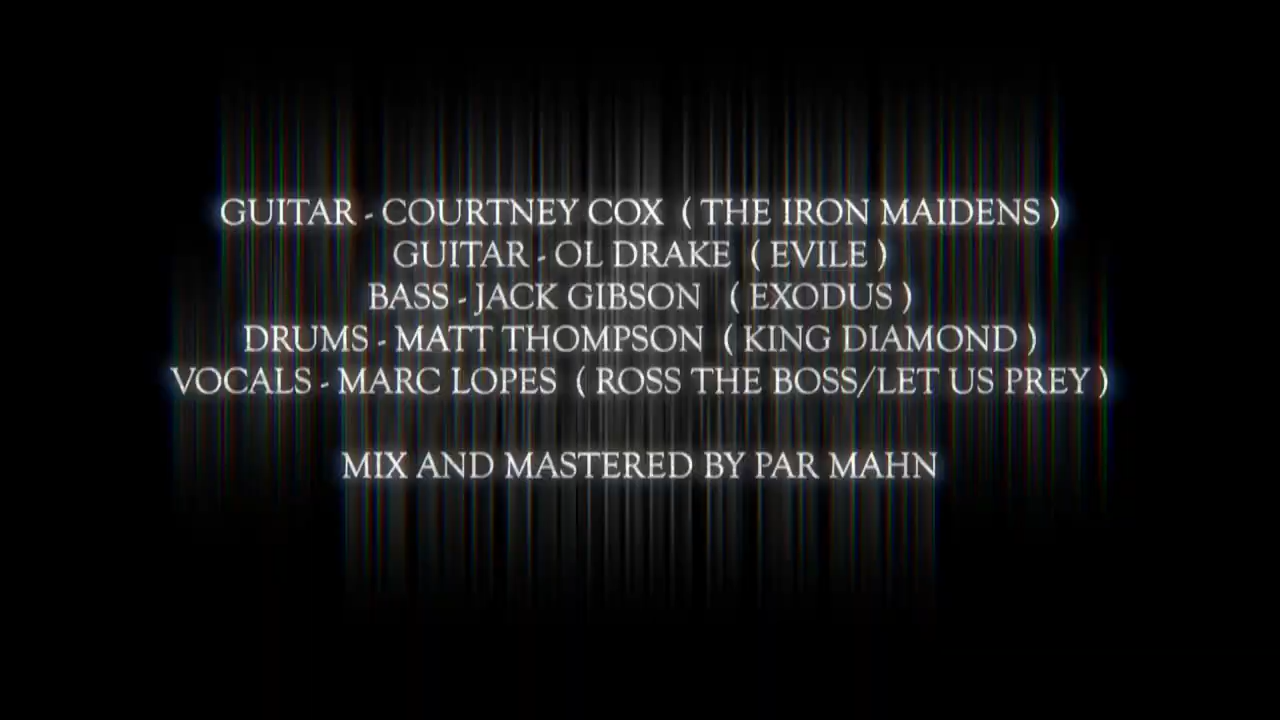 GUITAR - COURTNEY COX ( THE IRON MAIDENS )
GUITAR - OL DRAKE ( EVILE )
BASS - JACK GIBSON ( EXODUS )
DRUMS - MATT THOMPSON ( KING DIAMOND )
VOCALS - MARC LOPES ( ROSS THE BOSS/LET US PREY )
MIX AND MASTERED BY PAR MAHN